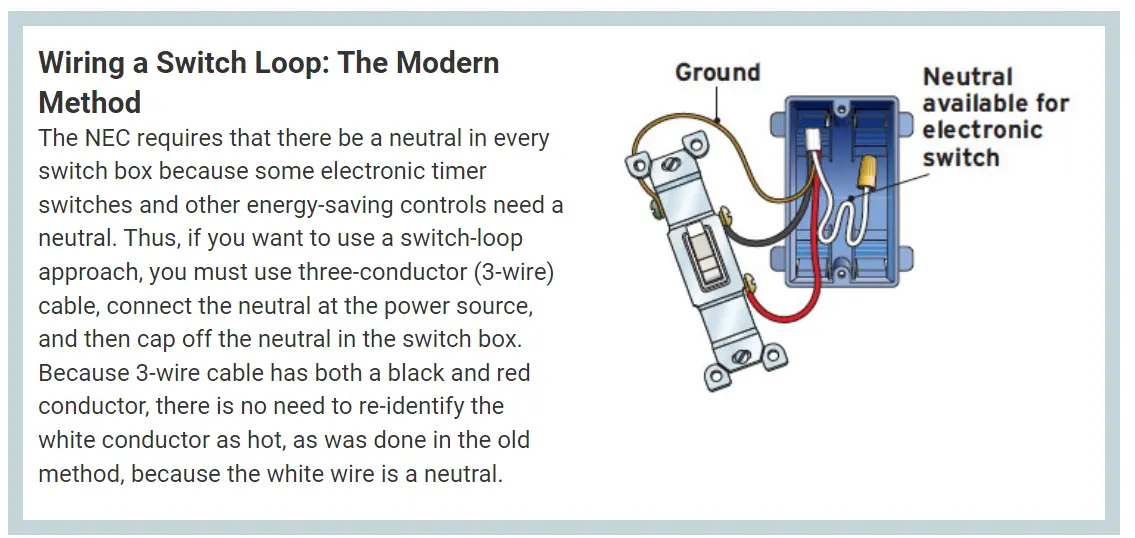 Wiring a Switch Loop: The Modern
Method
The NEC requires that there be a neutral in every
switch box because some electronic timer
switches and other energy-saving controls need a
neutral. Thus, if you want to use a switch-loop
approach, you must use three-conductor (3-wire)
cable, connect the neutral at the power source,
and then cap off the neutral in the switch box.
Because 3-wire cable has both a black and red
conductor, there is no need to re-identify the
white conductor as hot, as was done in the old
method, because the white wire is a neutral.
Ground
Neutral
available for
electronic
switch